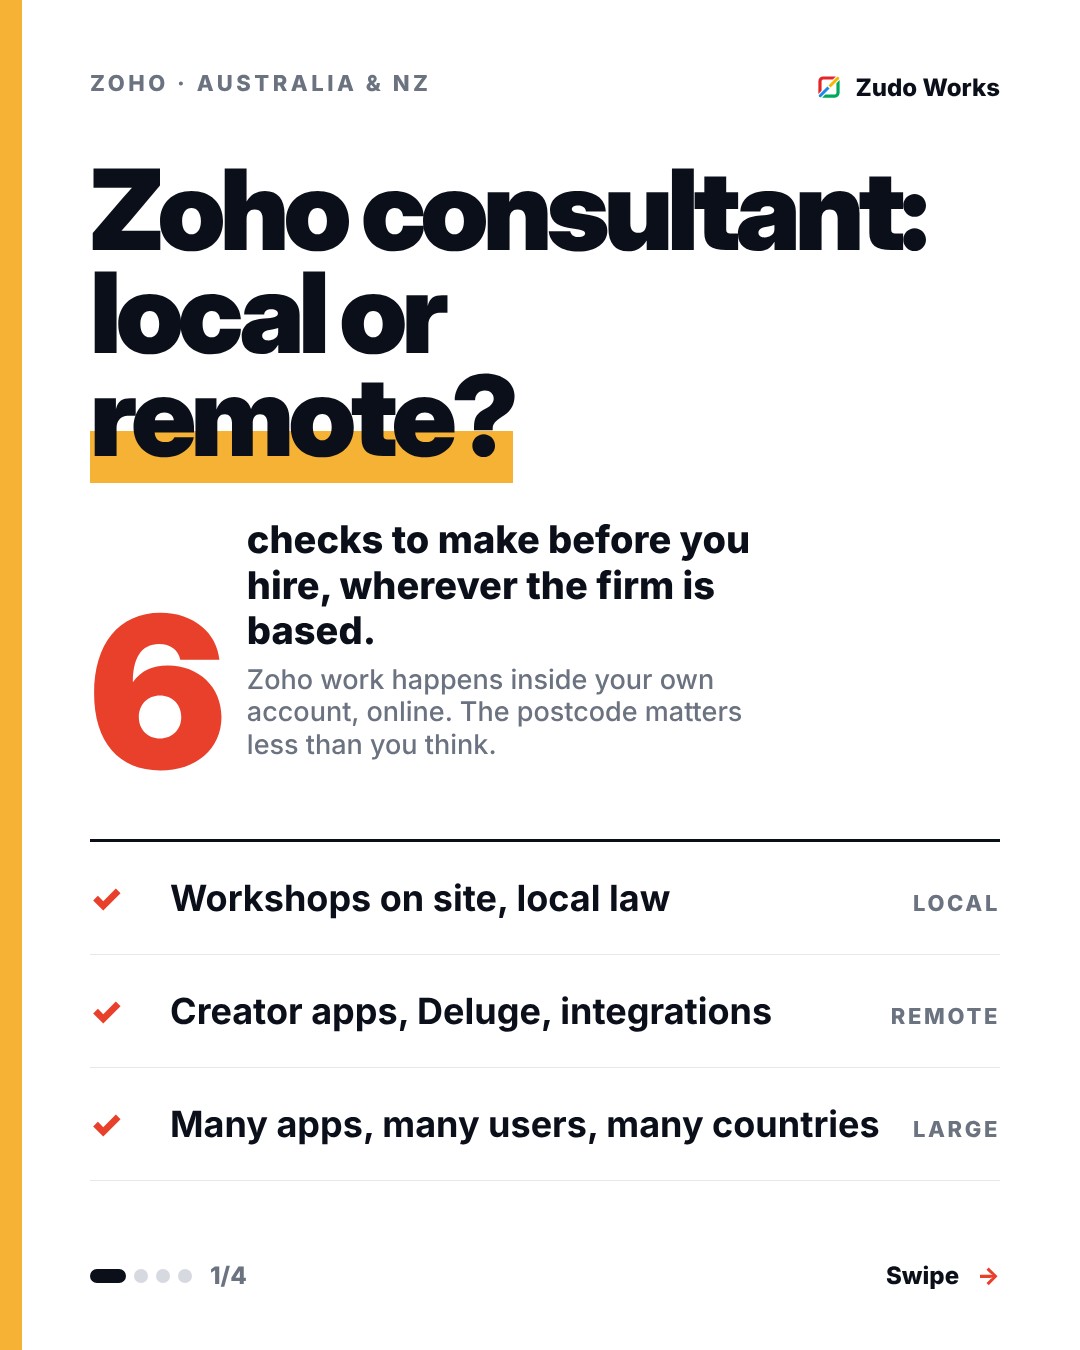 ZOHO · AUSTRALIA & NZ
Zudo Works
Zoho consultant:
local or
remote?
6
checks to make before you
hire, wherever the firm is
based.
Zoho work happens inside your own
account, online. The postcode matters
less than you think.
Workshops on site, local law
LOCAL
Creator apps, Deluge, integrations
REMOTE
Many apps, many users, many countries
LARGE
1/4
Swipe →